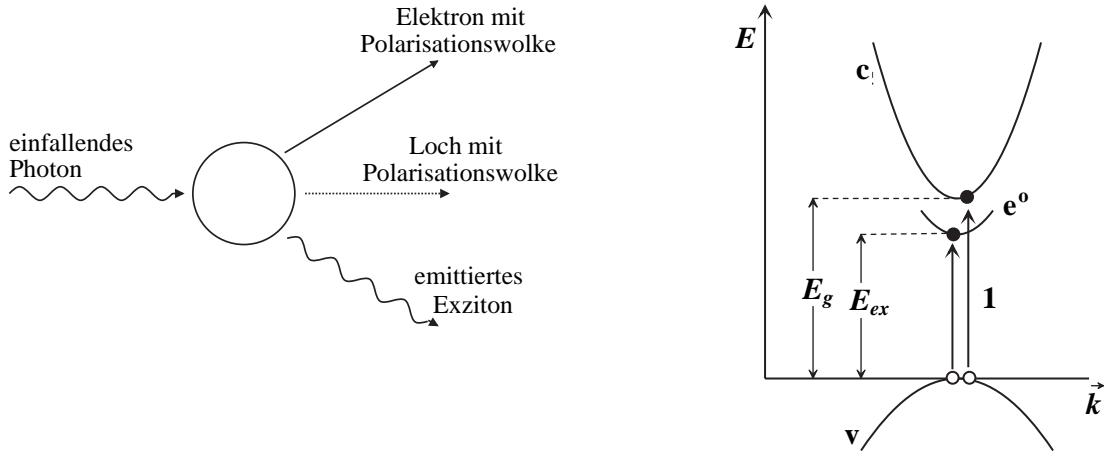 Elektron mit
Polarisationswolke
einfallendes
Photon
Loch mit
Polarisationswolke
emittiertes
Exziton
E
c
e°
E_g
E_ex
1
k
v